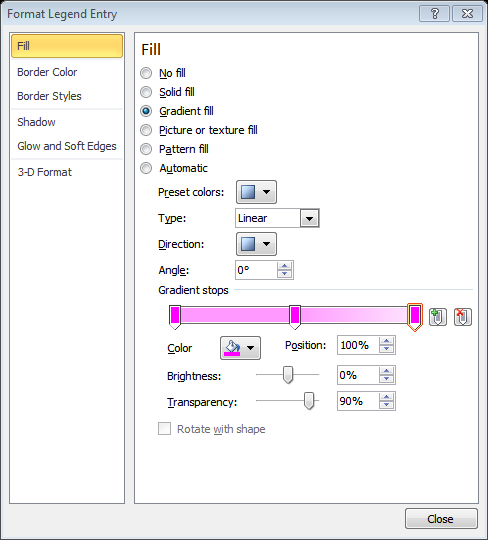 Format Legend Entry
Fill
Border Color
Border Styles
Shadow
Glow and Soft Edges
3-D Format
Fill
No fill
Solid fill
Gradient fill
Picture or texture fill
Pattern fill
Automatic
Preset colors:
Type: Linear
Direction:
Angle: 0°
Gradient stops
Color Position: 100%
Brightness: 0%
Transparency: 90%
Rotate with shape
Close